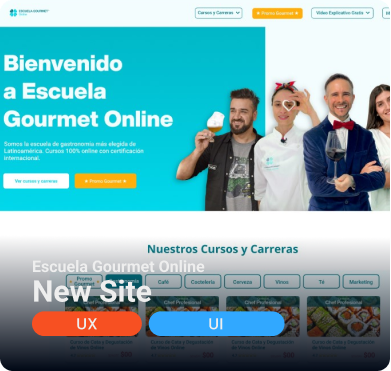 ESCUELA GOURMET
Cursos y Carreras
★ Promo Gourmet ★
Video Explicativo Gratis
Bienvenido
a Escuela
Gourmet Online
Somos la escuela de gastronomía más elegida de
Latinoamérica. Cursos 100% online con certificación
internacional.
Ver cursos y carreras
★ Promo Gourmet ★
Nuestros Cursos y Carreras
Escuela Gourmet Online
Promo
Gourmet
Café
Coctelería
Cerveza
Vinos
Té
Marketing
New Site
Chef Profesional
Chef Profesional
Chef Profesional
UX
UI